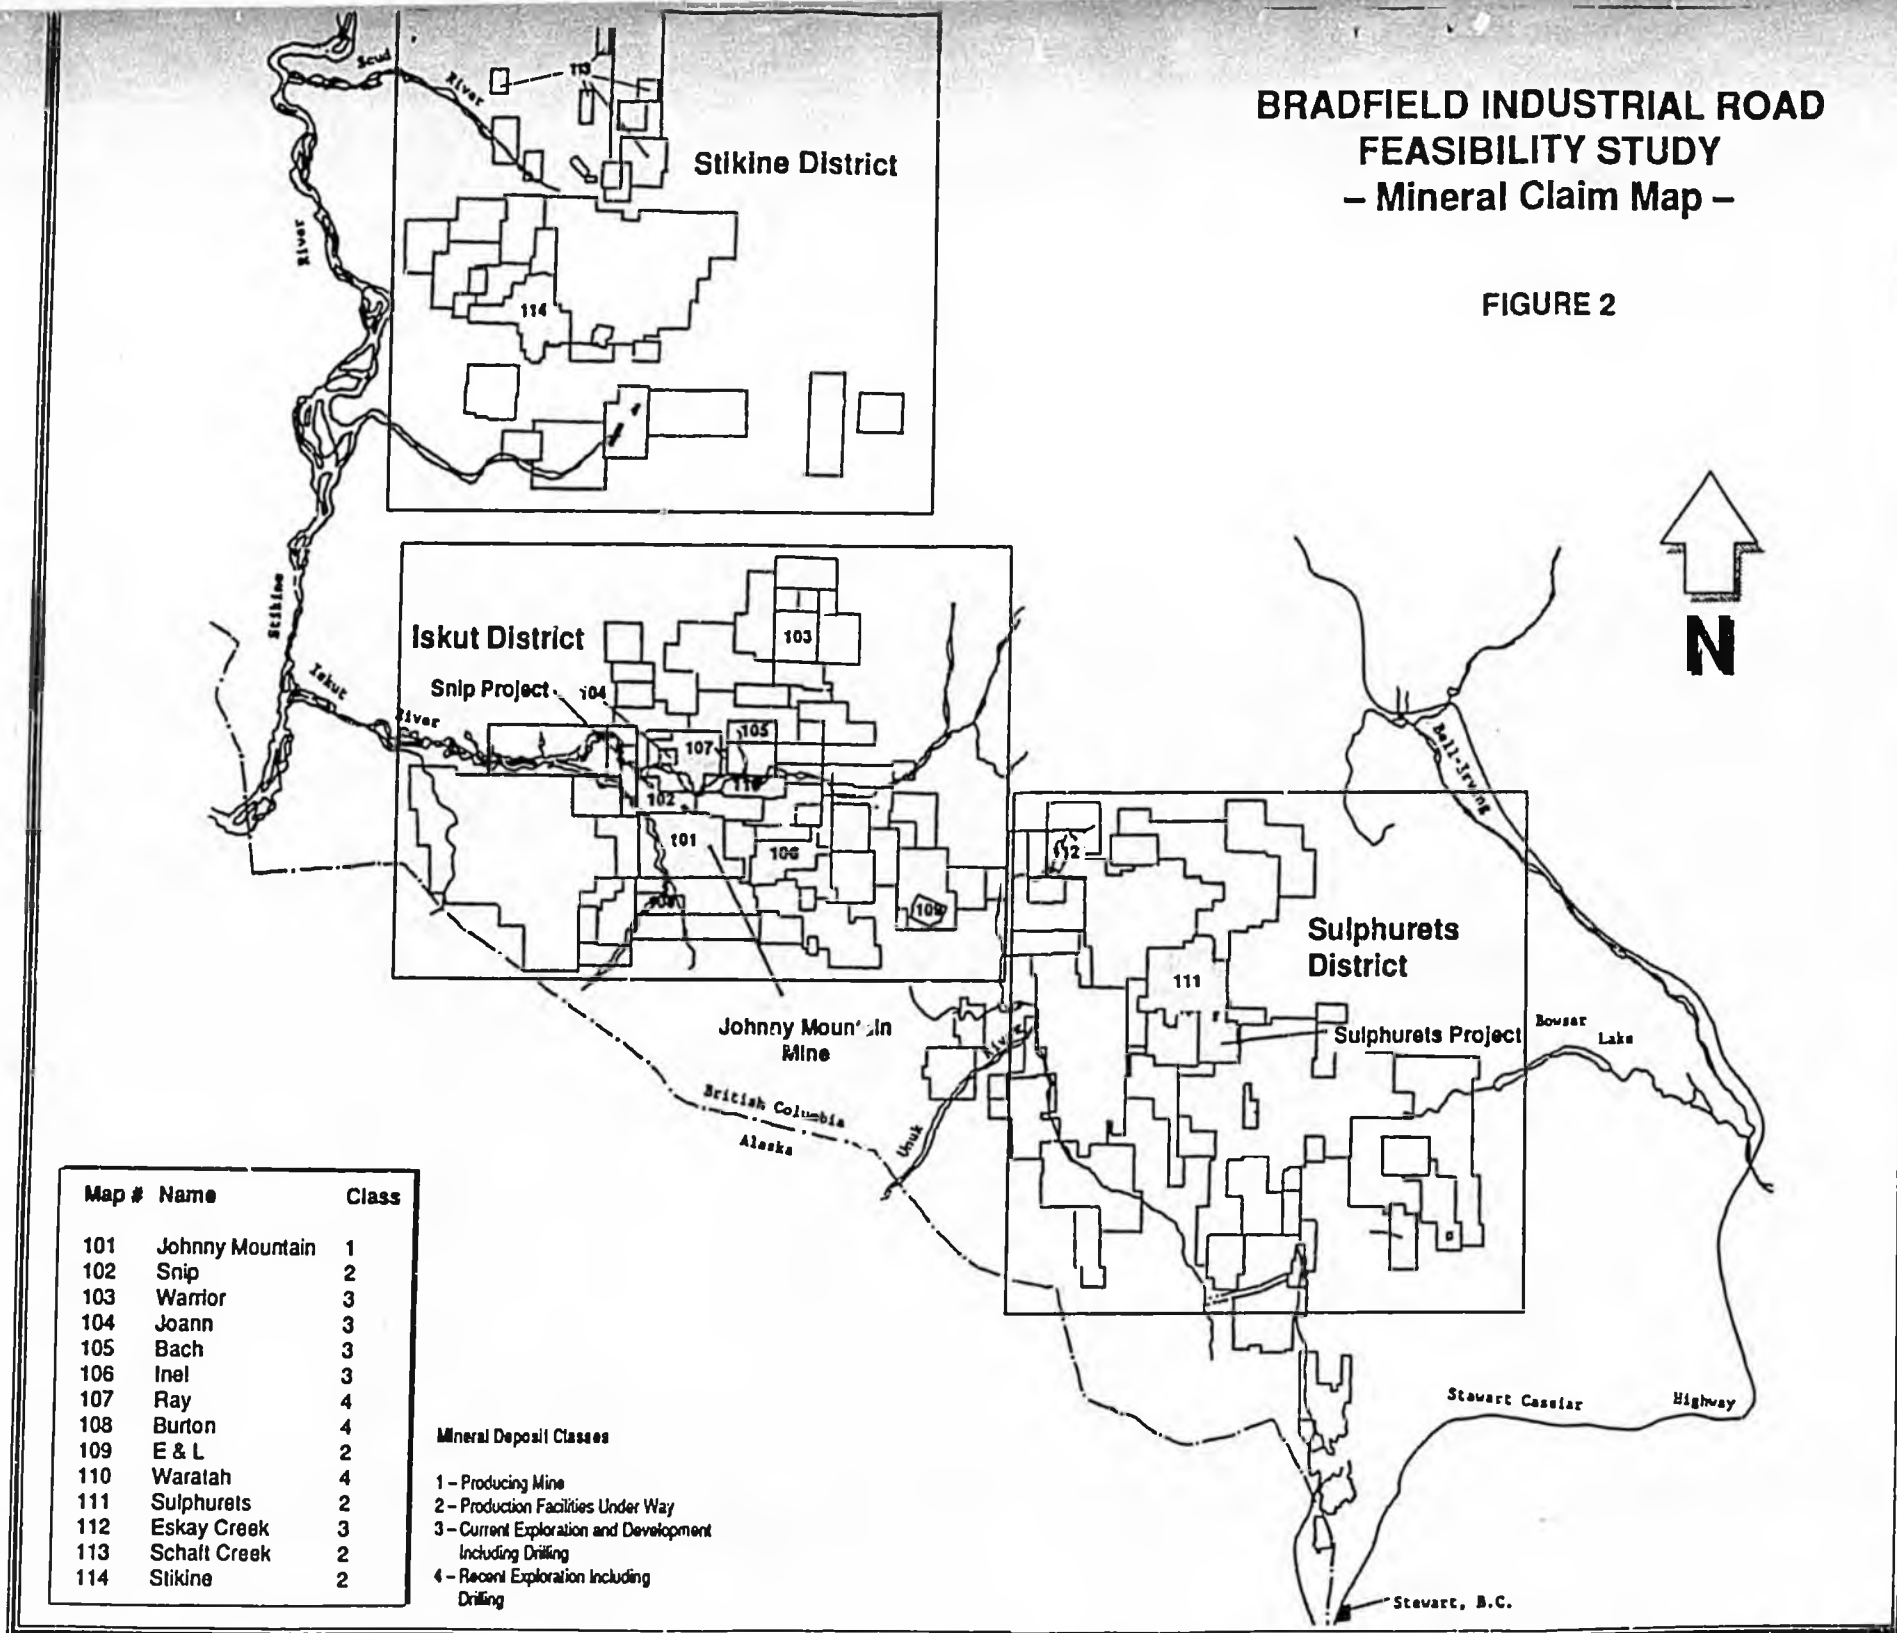 BRADFIELD INDUSTRIAL ROAD
FEASIBILITY STUDY
– Mineral Claim Map –
FIGURE 2
N
Scud
River
113
Stikine District
River
114
Stikine
Iskut District
103
Snip Project
104
Iskut
River
107
105
110
102
101
106
109
Johnny Mountain
Mine
112
Bell-Irving
Sulphurets
District
111
Sulphurets Project
Bowsar
Lake
River
Unuk
British Columbia
Alaska
Stewart Cassiar
Highway
Stewart, B.C.
Map # Name Class
101 Johnny Mountain 1
102 Snip 2
103 Warrior 3
104 Joann 3
105 Bach 3
106 Inel 3
107 Ray 4
108 Burton 4
109 E & L 2
110 Waratah 4
111 Sulphurets 2
112 Eskay Creek 3
113 Schaft Creek 2
114 Stikine 2
Mineral Deposit Classes
1 – Producing Mine
2 – Production Facilities Under Way
3 – Current Exploration and Development
Including Drilling
4 – Recent Exploration Including
Drilling